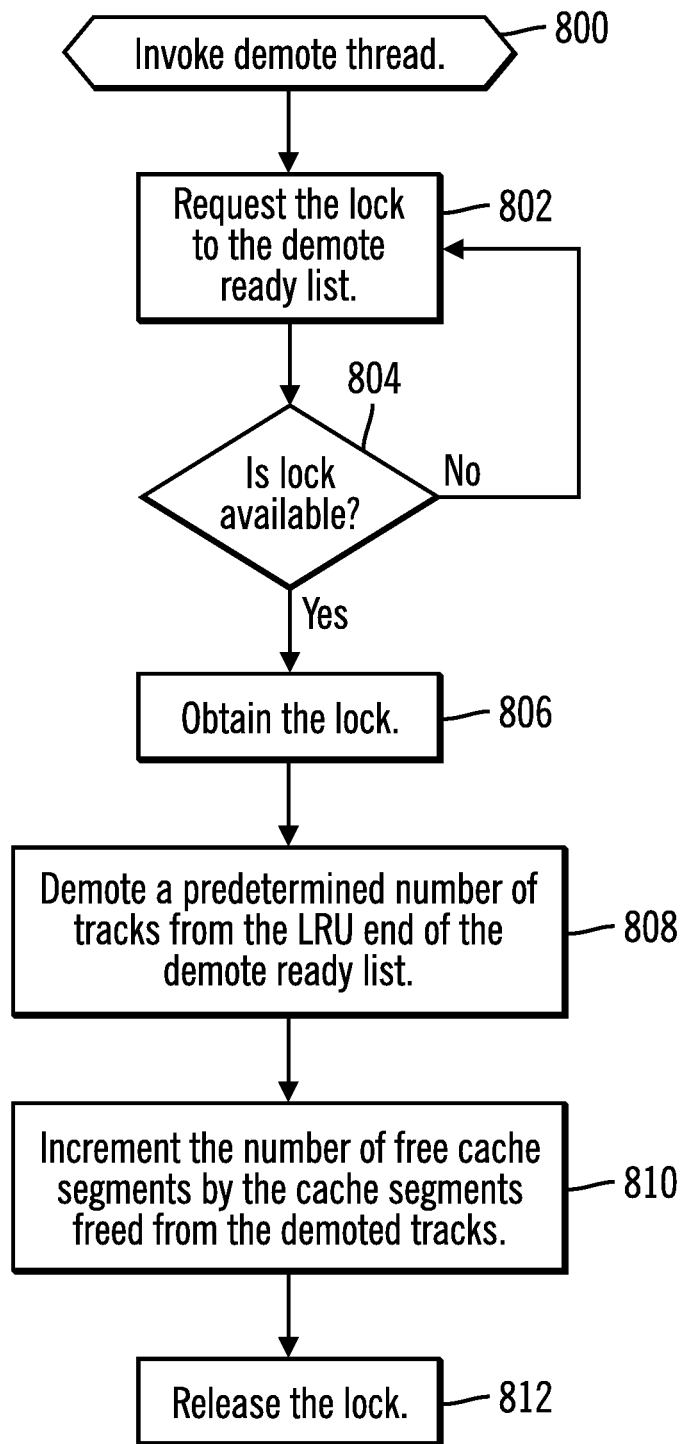 Invoke demote thread.
800
Request the lock
to the demote
ready list.
802
804
Is lock
available?
No
Yes
Obtain the lock.
806
Demote a predetermined number of
tracks from the LRU end of the
demote ready list.
808
Increment the number of free cache
segments by the cache segments
freed from the demoted tracks.
810
Release the lock.
812